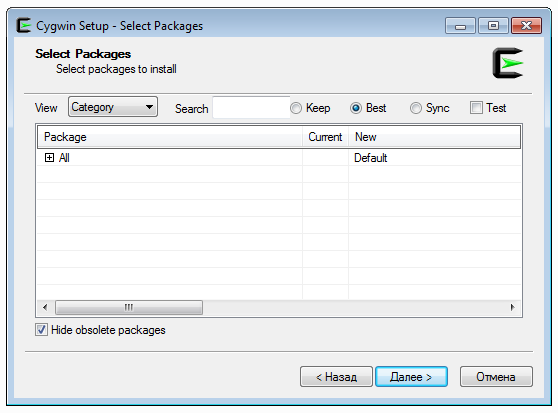 Cygwin Setup - Select Packages
Select Packages
Select packages to install
View Category Search Keep Best Sync Test
Package Current New
All Default
Hide obsolete packages
< Назад Далее > Отмена